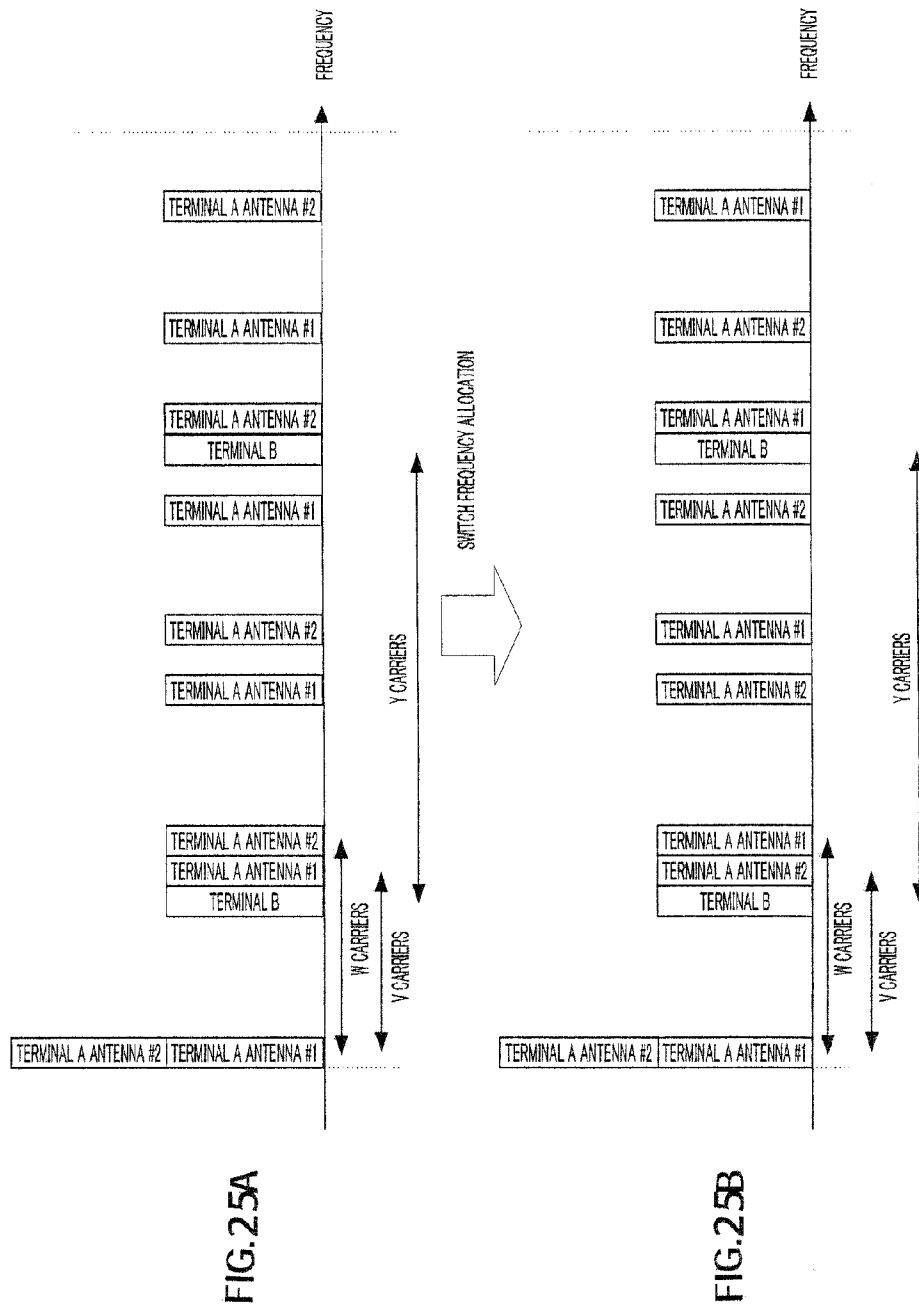 FIG.25A
TERMINAL A ANTENNA #2
TERMINAL A ANTENNA #1
TERMINAL B
TERMINAL A ANTENNA #1
TERMINAL A ANTENNA #2
TERMINAL A ANTENNA #1
TERMINAL A ANTENNA #2
TERMINAL A ANTENNA #1
TERMINAL B
TERMINAL A ANTENNA #2
TERMINAL A ANTENNA #1
TERMINAL A ANTENNA #2
FREQUENCY
W CARRIERS
V CARRIERS
Y CARRIERS
SWITCH FREQUENCY ALLOCATION
FIG.25B
TERMINAL A ANTENNA #2
TERMINAL A ANTENNA #1
TERMINAL B
TERMINAL A ANTENNA #2
TERMINAL A ANTENNA #1
TERMINAL A ANTENNA #2
TERMINAL A ANTENNA #1
TERMINAL A ANTENNA #2
TERMINAL B
TERMINAL A ANTENNA #1
TERMINAL A ANTENNA #2
TERMINAL A ANTENNA #1
FREQUENCY
W CARRIERS
V CARRIERS
Y CARRIERS